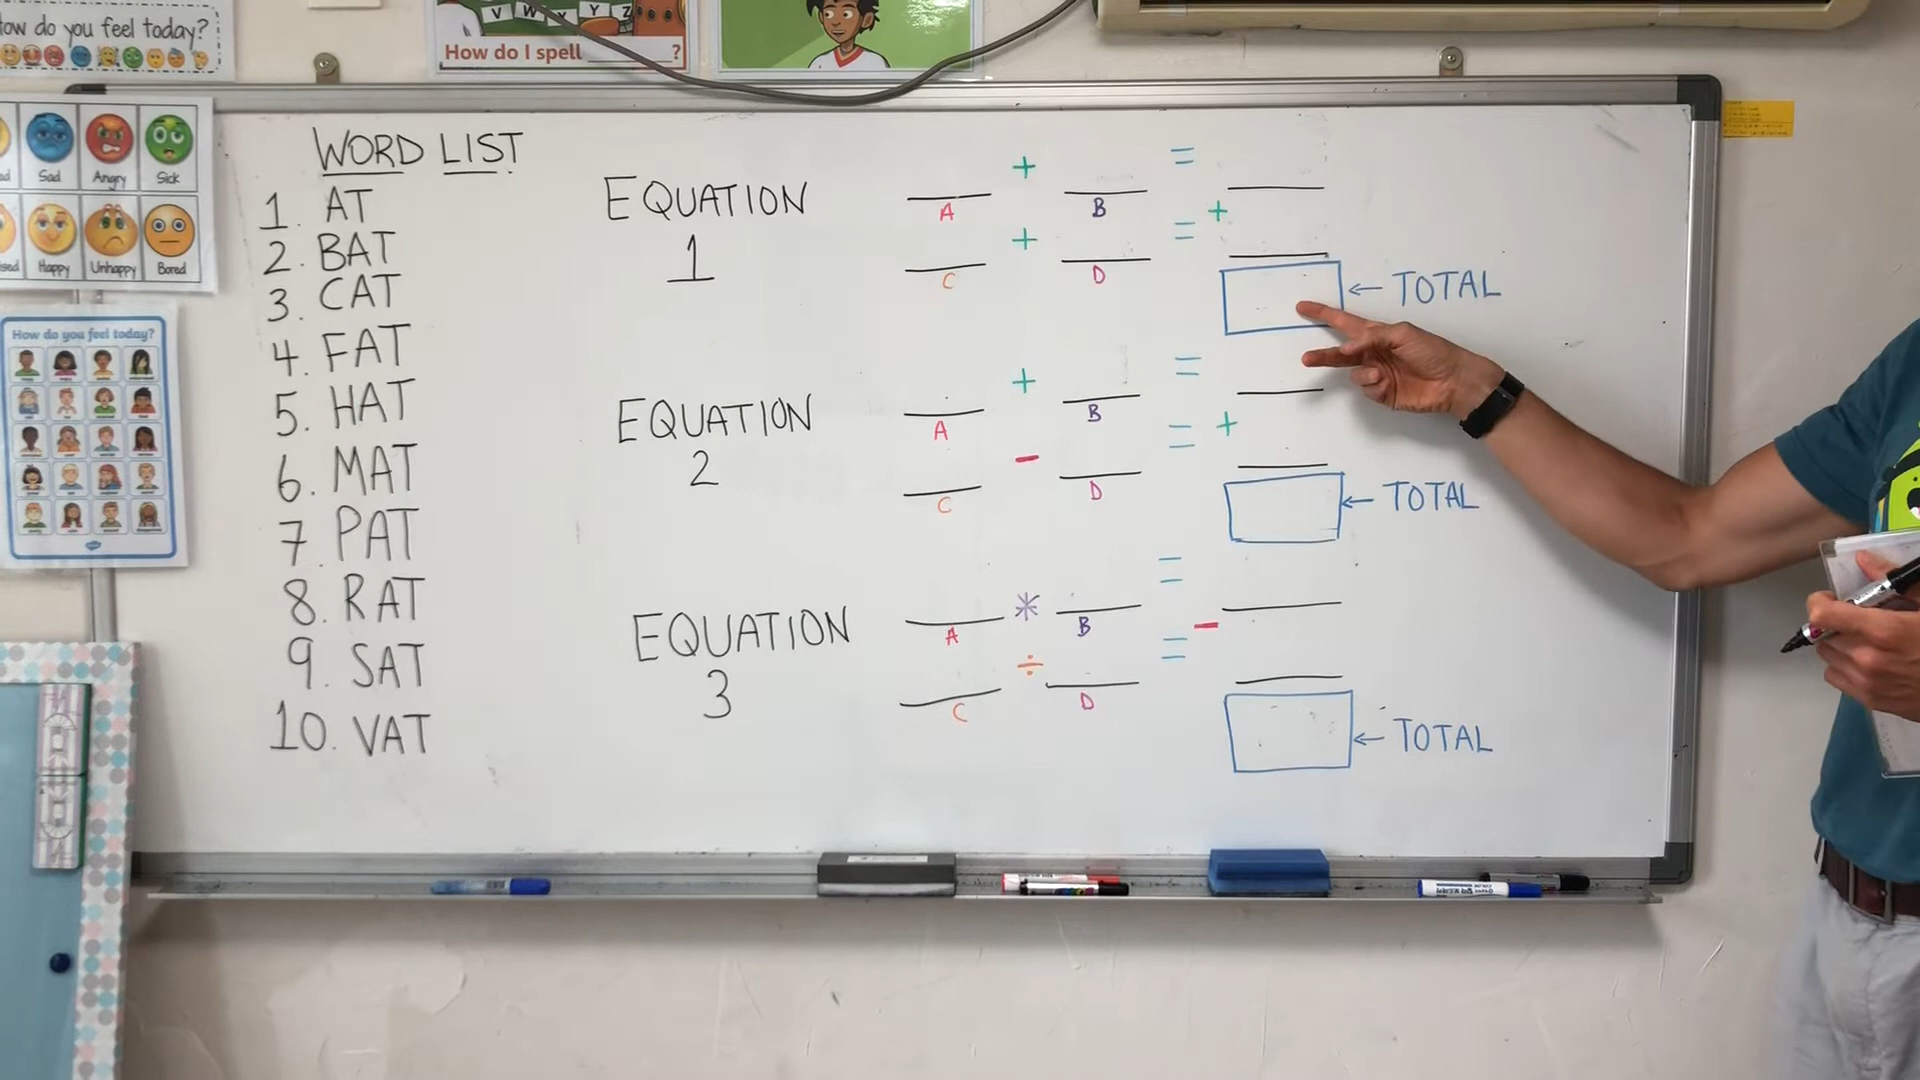 How do you feel today?
V W X Y Z
How do I spell ____?
Sad Angry Sick
Happy Unhappy Bored
How do you feel today?
WORD LIST
1. AT
2. BAT
3. CAT
4. FAT
5. HAT
6. MAT
7. PAT
8. RAT
9. SAT
10. VAT
EQUATION
1
+ =
A B
+ = +
C D
← TOTAL
EQUATION
2
+ =
A B
- = +
C D
← TOTAL
EQUATION
3
* =
A B
÷ = -
C D
← TOTAL